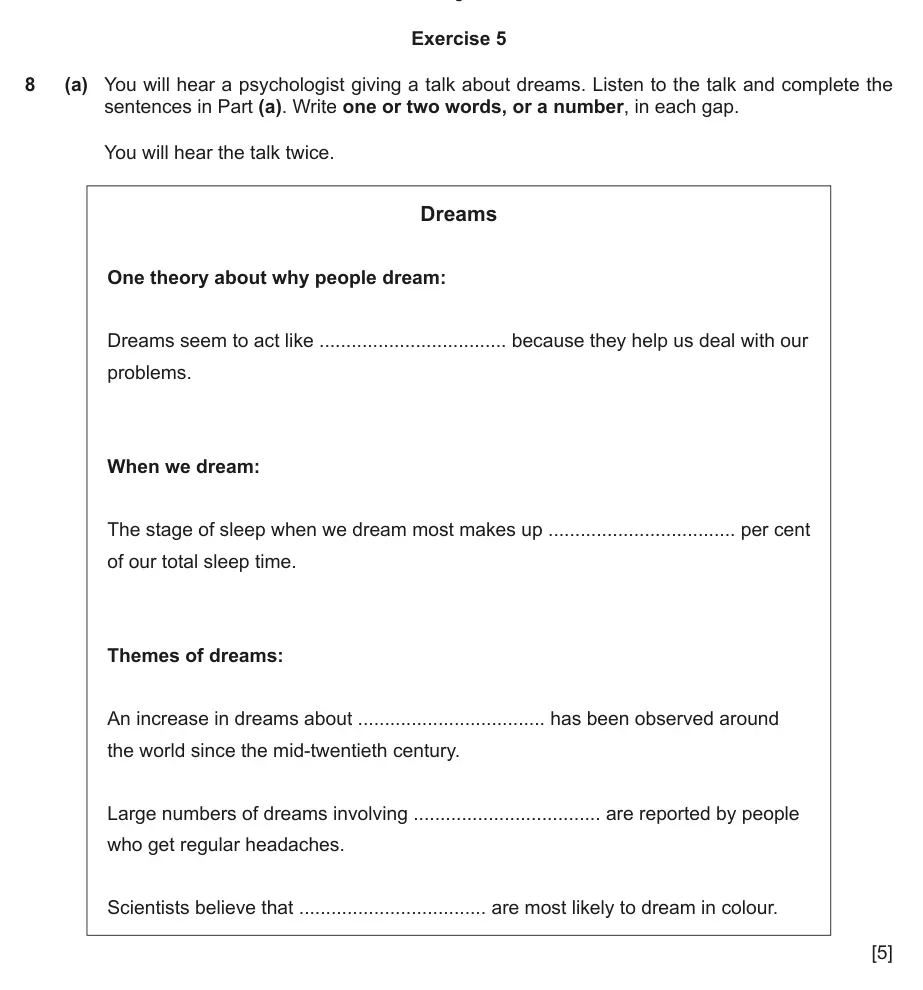 Exercise 5
8 (a) You will hear a psychologist giving a talk about dreams. Listen to the talk and complete the
sentences in Part (a). Write one or two words, or a number, in each gap.
You will hear the talk twice.
Dreams
One theory about why people dream:
Dreams seem to act like ................................... because they help us deal with our
problems.
When we dream:
The stage of sleep when we dream most makes up ................................... per cent
of our total sleep time.
Themes of dreams:
An increase in dreams about ................................... has been observed around
the world since the mid-twentieth century.
Large numbers of dreams involving ................................... are reported by people
who get regular headaches.
Scientists believe that ................................... are most likely to dream in colour.
[5]